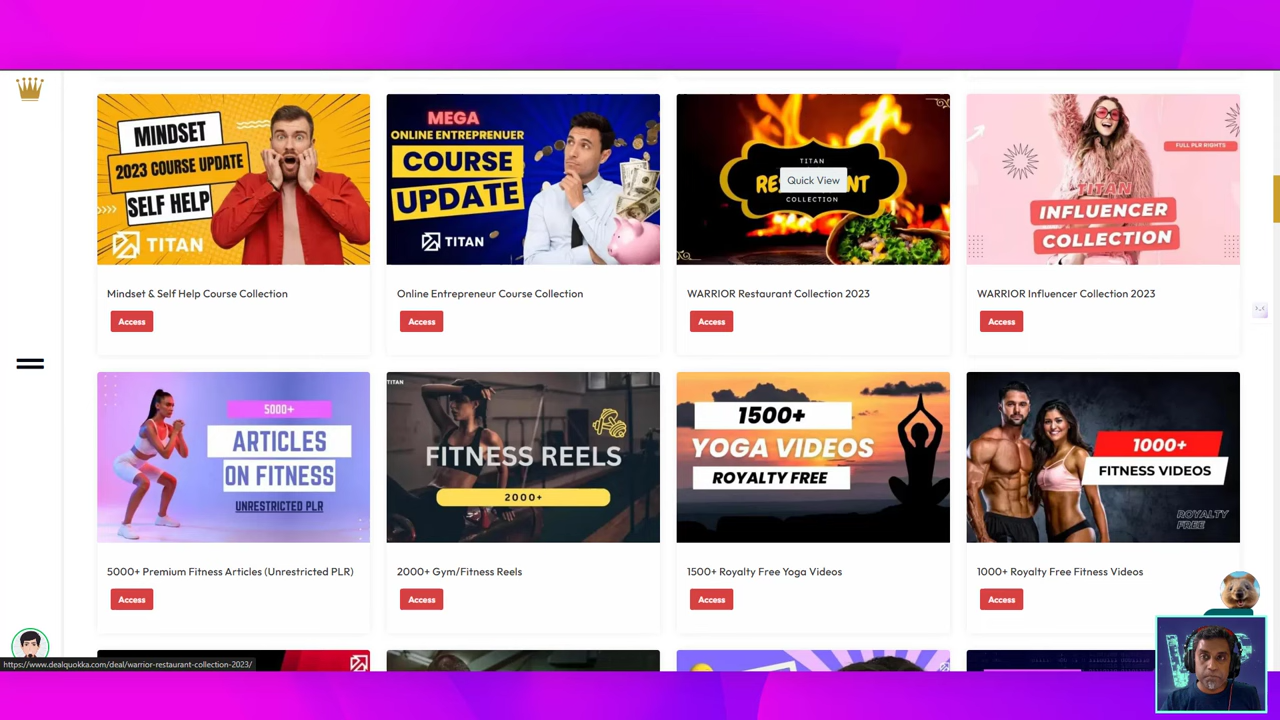 MINDSET
2023 COURSE UPDATE
SELF HELP
TITAN
MEGA
ONLINE ENTREPRENUER
COURSE
UPDATE
TITAN
TITAN
Quick View
COLLECTION
FULL PLR RIGHTS
TITAN
INFLUENCER
COLLECTION
Mindset & Self Help Course Collection
Online Entrepreneur Course Collection
WARRIOR Restaurant Collection 2023
WARRIOR Influencer Collection 2023
Access
Access
Access
Access
5000+
ARTICLES
ON FITNESS
UNRESTRICTED PLR
TITAN
FITNESS REELS
2000+
1500+
YOGA VIDEOS
ROYALTY FREE
1000+
FITNESS VIDEOS
ROYALTY
FREE
5000+ Premium Fitness Articles (Unrestricted PLR)
2000+ Gym/Fitness Reels
1500+ Royalty Free Yoga Videos
1000+ Royalty Free Fitness Videos
Access
Access
Access
Access
https://www.dealquokka.com/deal/warrior-restaurant-collection-2023/